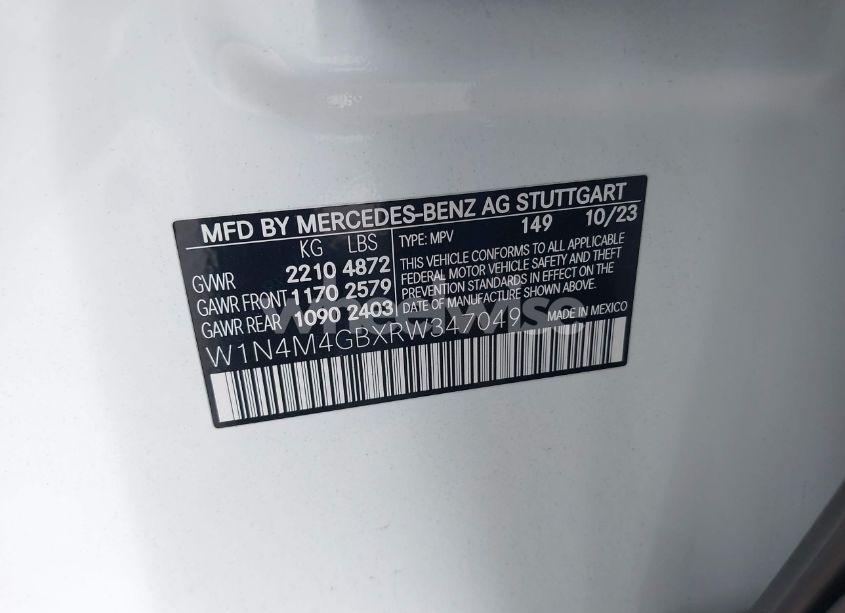 MFD BY MERCEDES-BENZ AG STUTTGART
KG LBS
TYPE: MPV 149 10/23
GVWR 2210 4872
GAWR FRONT 1170 2579
GAWR REAR 1090 2403
THIS VEHICLE CONFORMS TO ALL APPLICABLE
FEDERAL MOTOR VEHICLE SAFETY AND THEFT
PREVENTION STANDARDS IN EFFECT ON THE
DATE OF MANUFACTURE SHOWN ABOVE.
MADE IN MEXICO
W1N4M4GBXRW347049